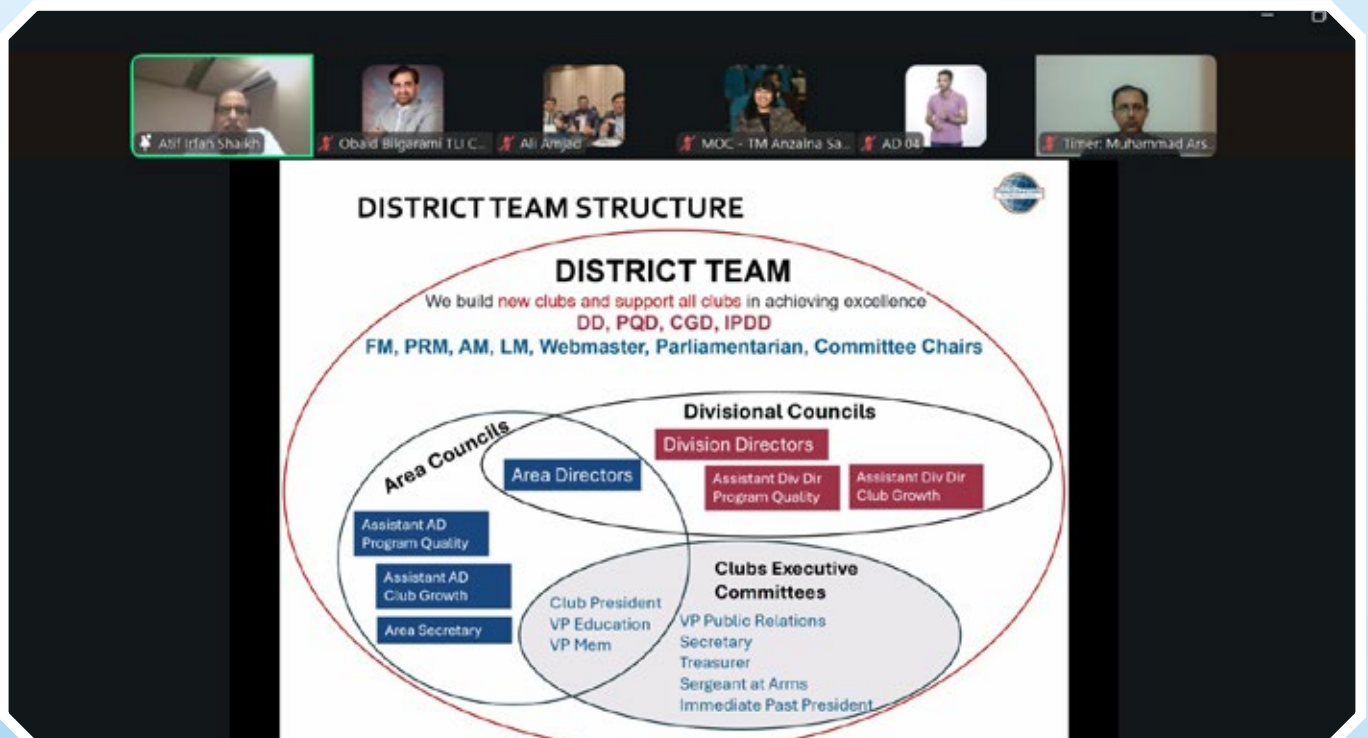 Atif Irfan Shaikh
Obaid Bilgarami TLI C...
Ali Amjad
MOC - TM Anzalna Sa...
AD 04
Timer: Muhammad Ars...
DISTRICT TEAM STRUCTURE
DISTRICT TEAM
We build new clubs and support all clubs in achieving excellence
DD, PQD, CGD, IPDD
FM, PRM, AM, LM, Webmaster, Parliamentarian, Committee Chairs
Divisional Councils
Division Directors
Assistant Div Dir
Program Quality
Assistant Div Dir
Club Growth
Area Councils
Area Directors
Assistant AD
Program Quality
Assistant AD
Club Growth
Area Secretary
Club President
VP Education
VP Mem
Clubs Executive
Committees
VP Public Relations
Secretary
Treasurer
Sergeant at Arms
Immediate Past President